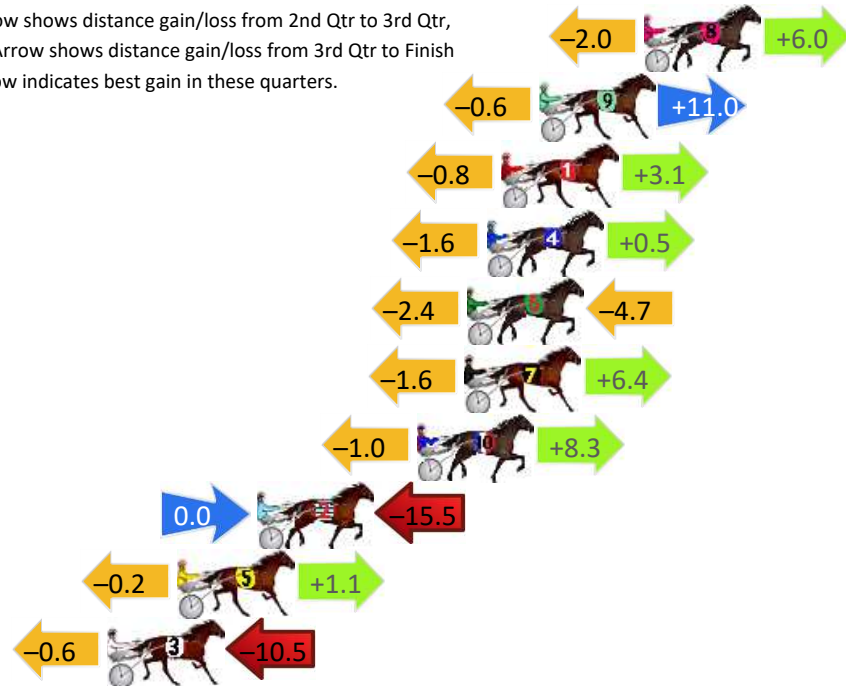 ow shows distance gain/loss from 2nd Qtr to 3rd Qtr,
Arrow shows distance gain/loss from 3rd Qtr to Finish
ow indicates best gain in these quarters.
–2.0 8 +6.0
–0.6 9 +11.0
–0.8 1 +3.1
–1.6 4 +0.5
–2.4 –4.7
–1.6 7 +6.4
–1.0 10 +8.3
0.0 2 –15.5
–0.2 5 +1.1
–0.6 3 –10.5